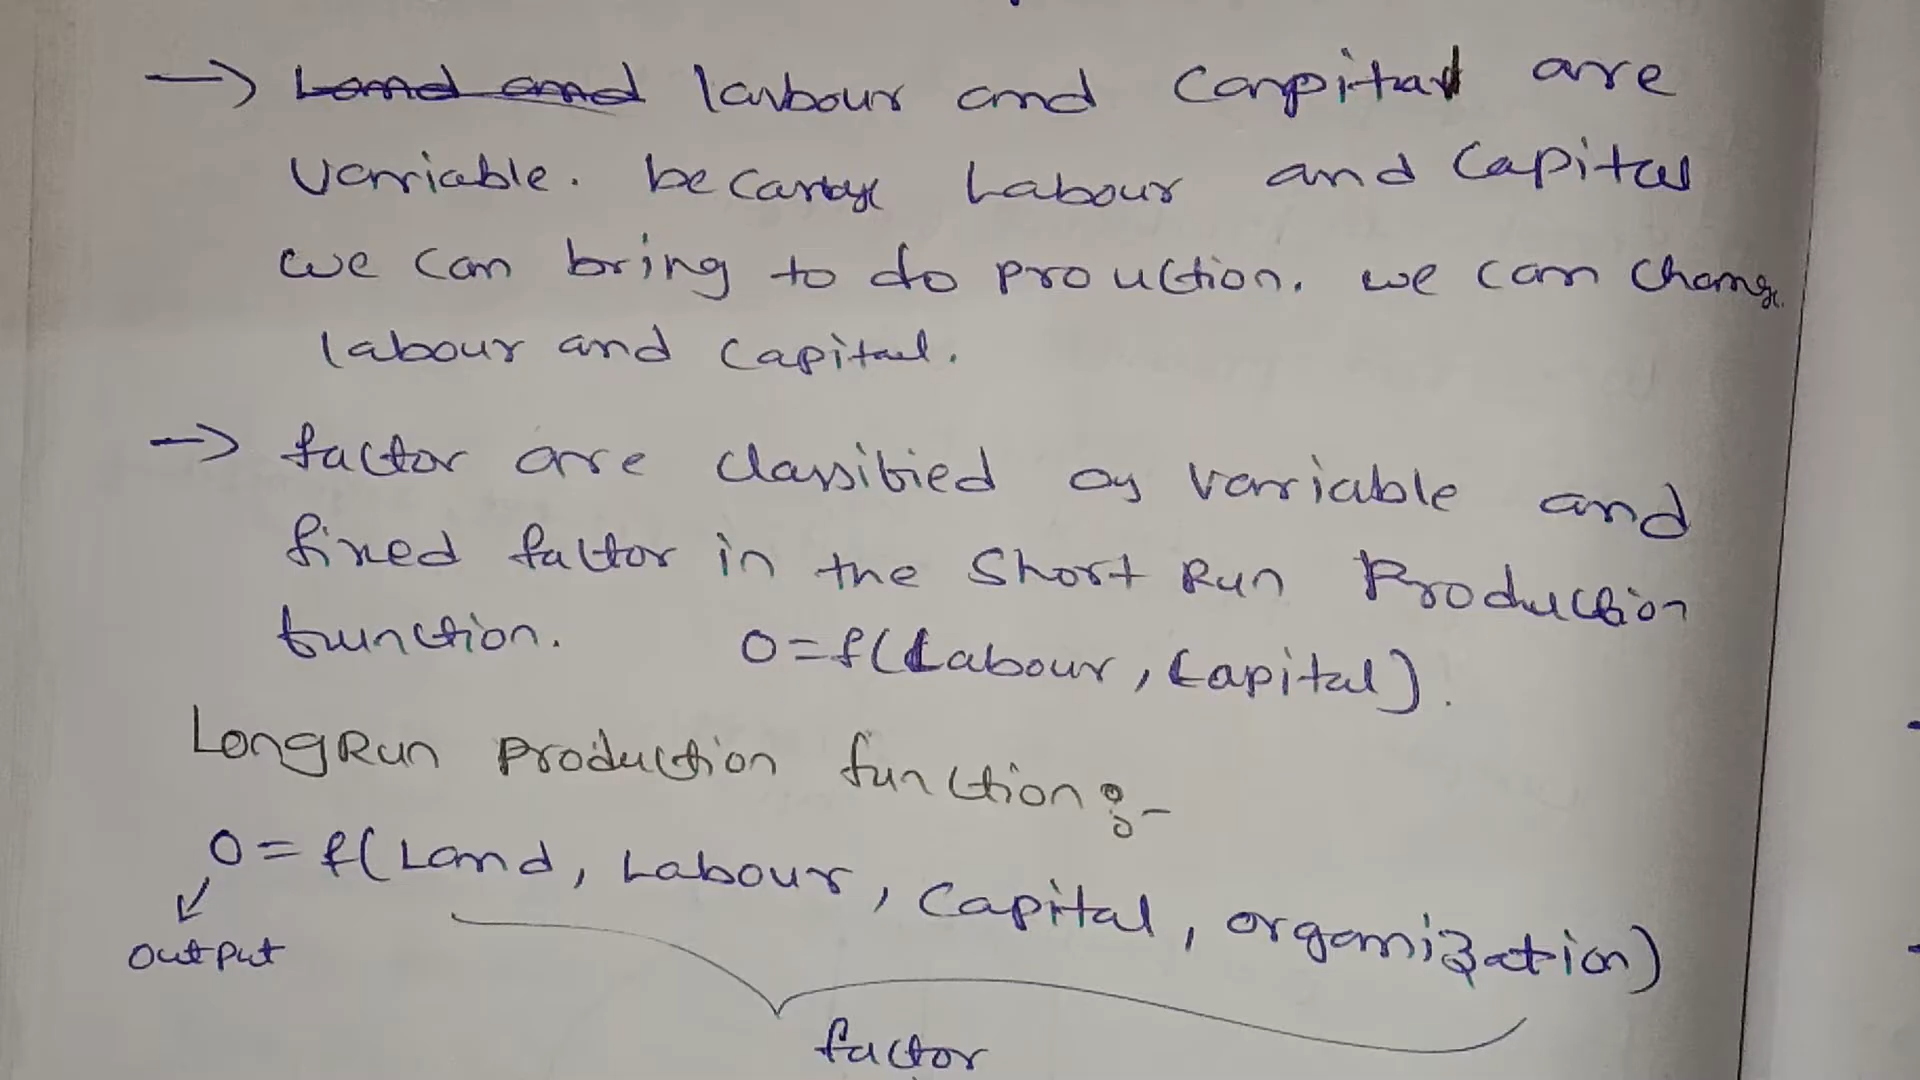 → ~~Land and~~ labour and Capital are
variable. because Labour and Capital
we can bring to do prouction. we can change
labour and capital.
→ factor are classified as variable and
fixed factor in the Short Run Production
function. O=f(Labour, Capital).
Long Run Production function:-
O=f(Land, Labour, Capital, organization)
output
factor